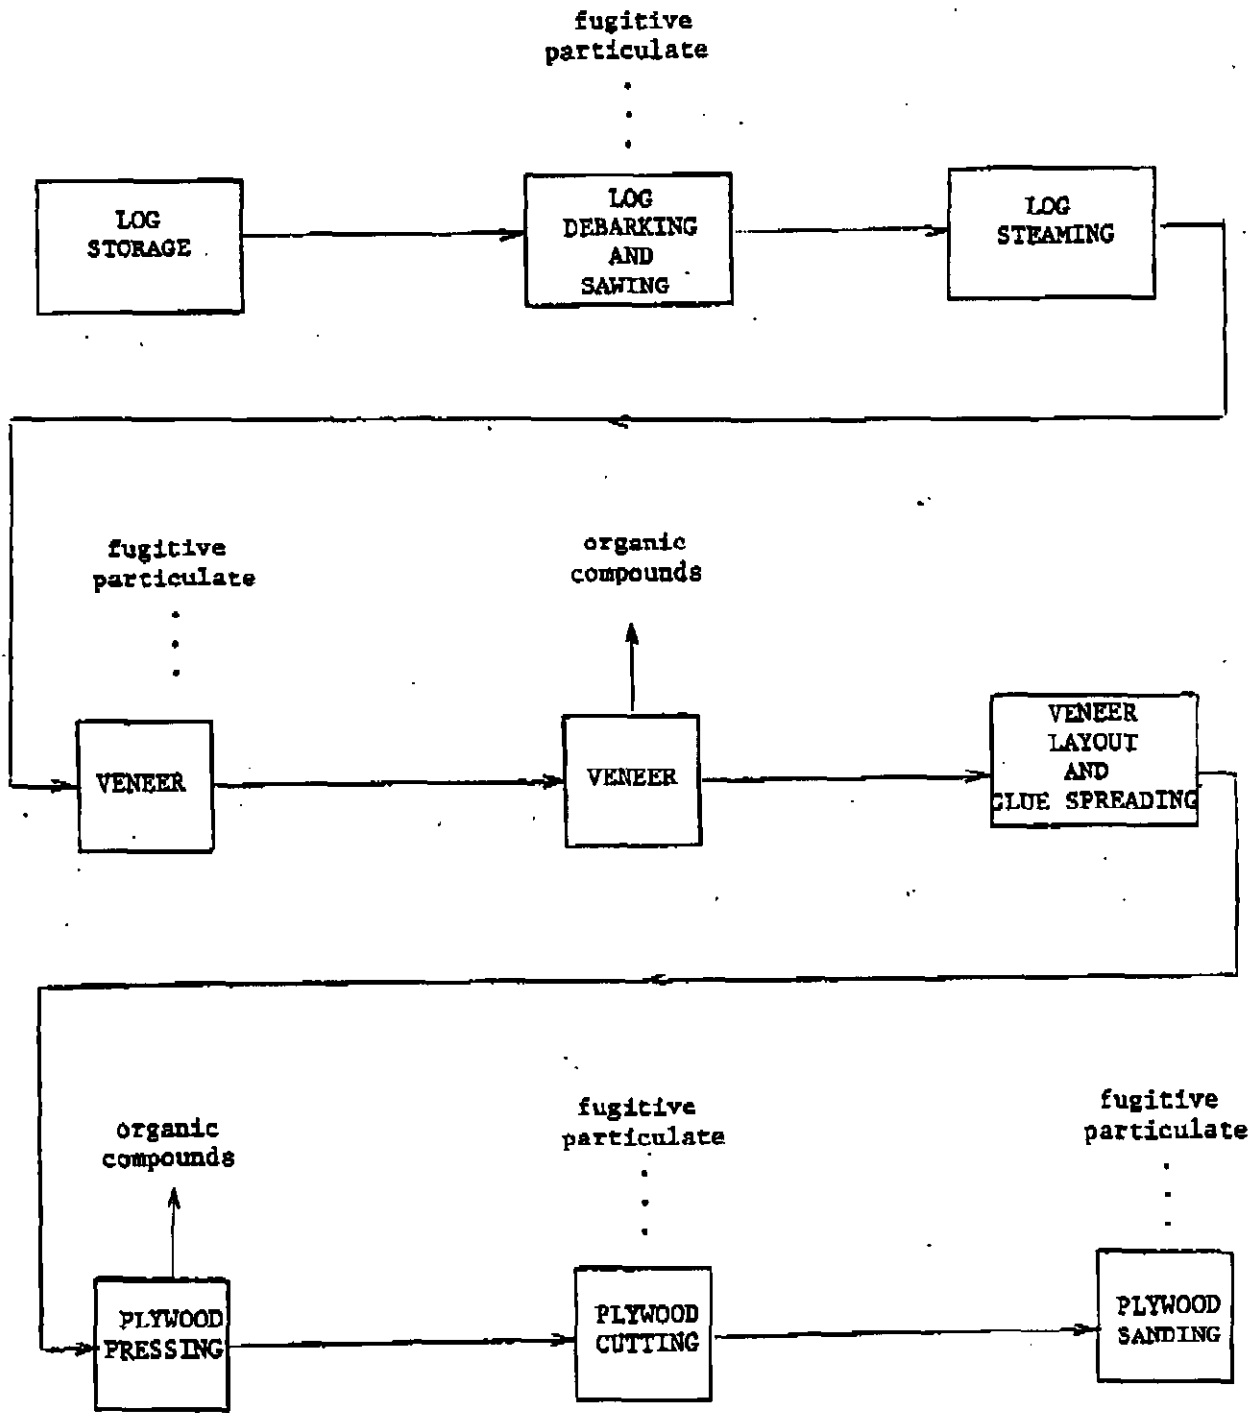 fugitive
particulate
LOG
STORAGE
LOG
DEBARKING
AND
SAWING
LOG
STEAMING
fugitive
particulate
organic
compounds
VENEER
VENEER
VENEER
LAYOUT
AND
GLUE SPREADING
organic
compounds
fugitive
particulate
fugitive
particulate
PLYWOOD
PRESSING
PLYWOOD
CUTTING
PLYWOOD
SANDING